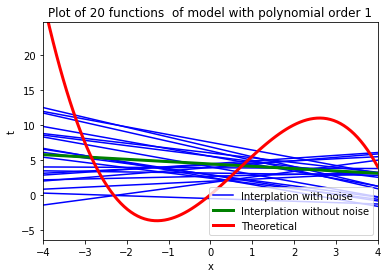 Plot of 20 functions  of model with polynomial order 1
t
20
15
10
5
0
−5
−4
−3
−2
−1
0
1
2
3
4
x
Interplation with noise
Interplation without noise
Theoretical